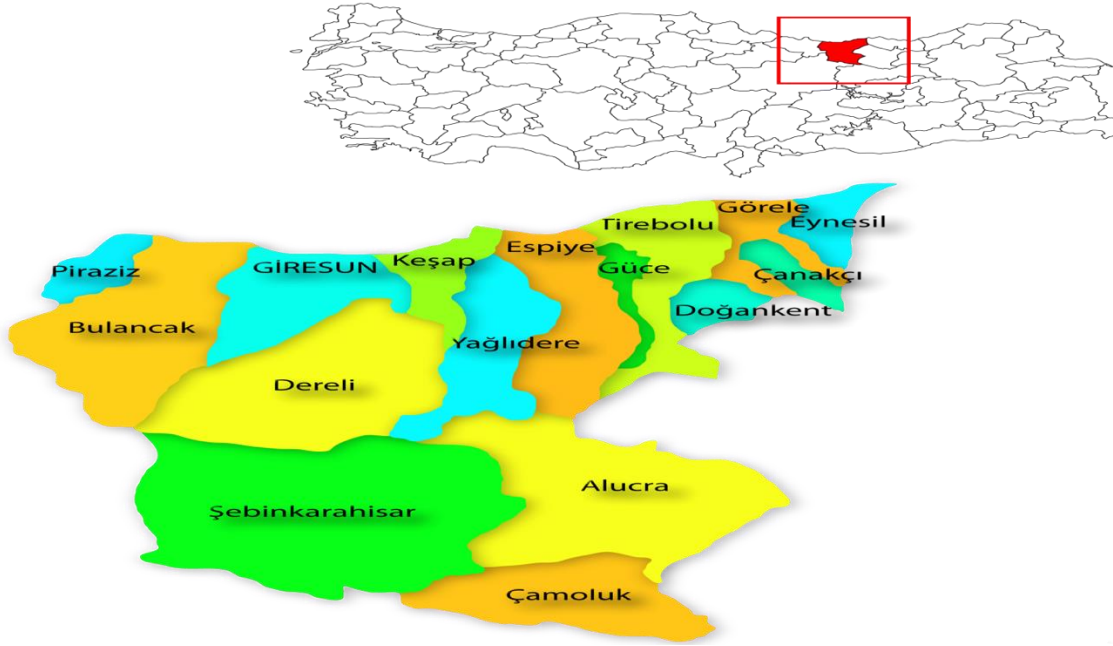 Görele
Tirebolu
Eynesil
Espiye
Keşap
GİRESUN
Piraziz
Güce
Çanakçı
Doğankent
Bulancak
Yağlıdere
Dereli
Alucra
Şebinkarahisar
Çamoluk